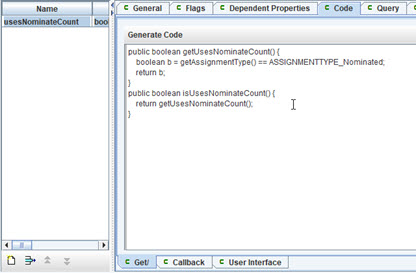 Name
usesNominateCount
boo
General
Flags
Dependent Properties
Code
Query
Generate Code
public boolean getUsesNominateCount() {
boolean b = getAssignmentType() == ASSIGNMENTTYPE_Nominated;
return b;
}
public boolean isUsesNominateCount() {
return getUsesNominateCount();
}
Get/
Callback
User Interface